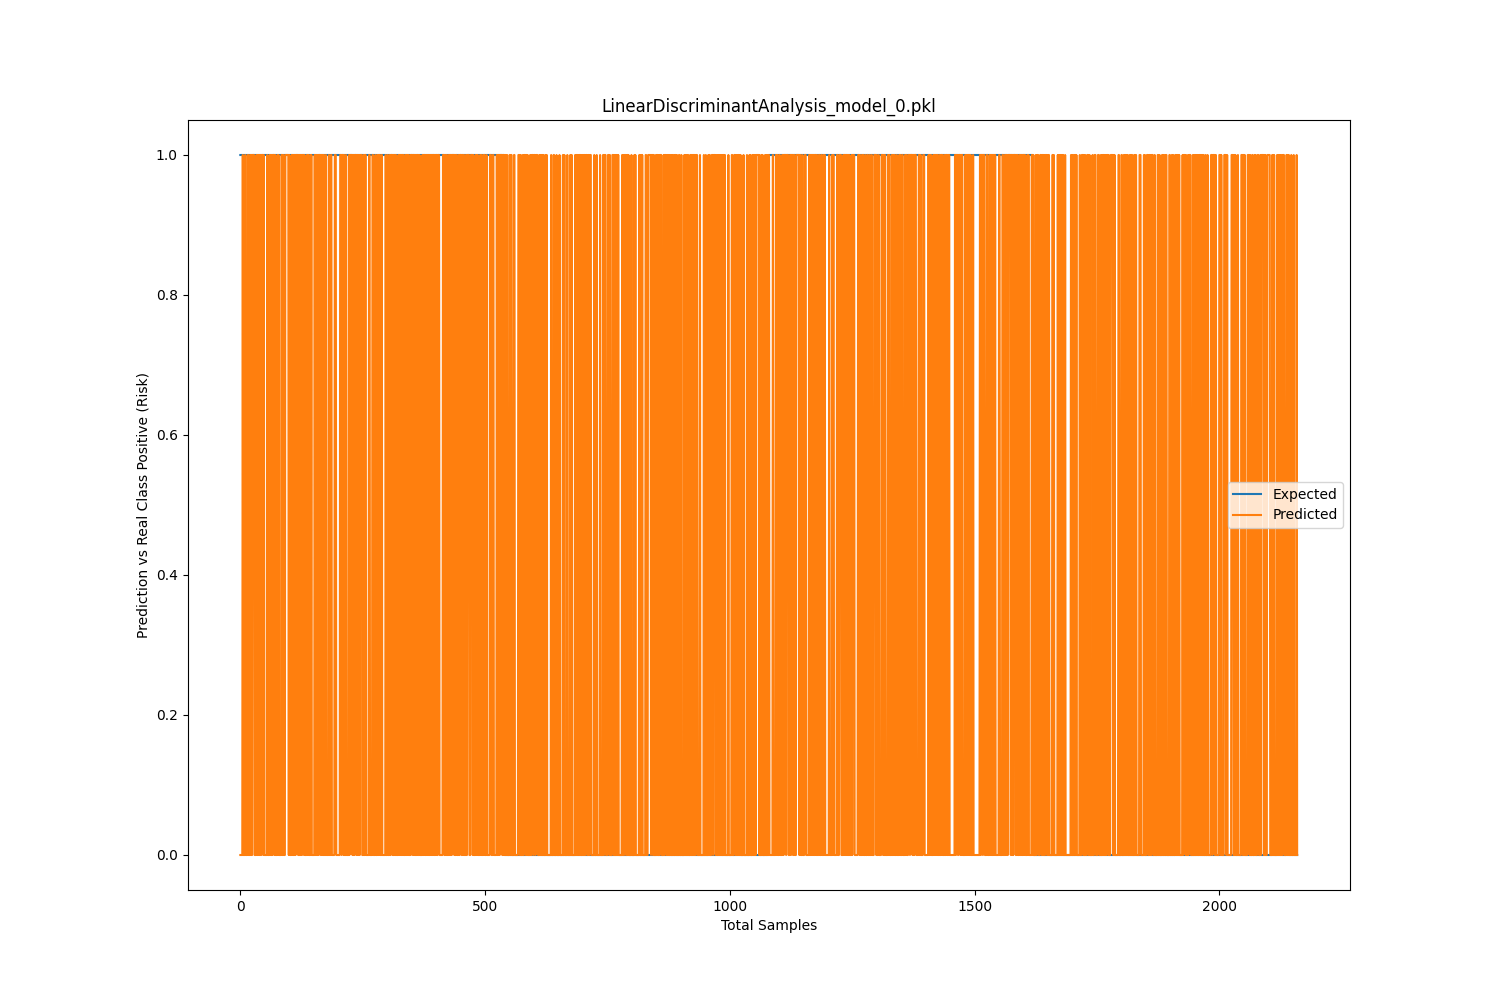 LinearDiscriminantAnalysis_model_0.pkl
1.0
0.8
0.6
0.4
0.2
0.0
Prediction vs Real Class Positive (Risk)
Expected
Predicted
0
500
1000
1500
2000
Total Samples